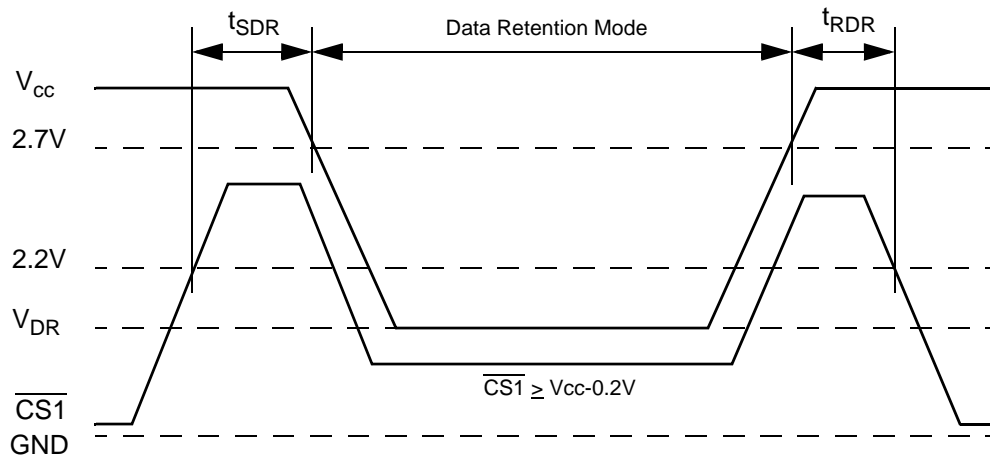 tSDR
Data Retention Mode
tRDR
Vcc
2.7V
2.2V
VDR
CS1 ≥ Vcc-0.2V
CS1
GND